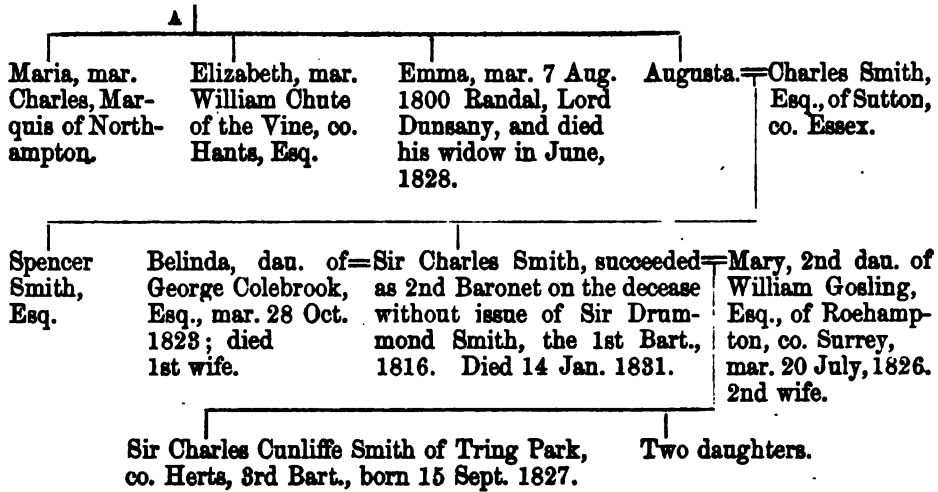 A
Maria, mar.
Charles, Mar-
quis of North-
ampton.
Elizabeth, mar.
William Chute
of the Vine, co.
Hants, Esq.
Emma, mar. 7 Aug.
1800 Randal, Lord
Dunsany, and died
his widow in June,
1828.
Augusta.=Charles Smith,
Esq., of Sutton,
co. Essex.
Spencer
Smith,
Esq.
Belinda, dau. of=Sir Charles Smith, succeeded=Mary, 2nd dau. of
George Colebrook,
Esq., mar. 28 Oct.
1823; died
1st wife.
as 2nd Baronet on the decease
without issue of Sir Drum-
mond Smith, the 1st Bart.,
1816. Died 14 Jan. 1831.
William Gosling,
Esq., of Roehamp-
ton, co. Surrey,
mar. 20 July, 1826.
2nd wife.
Sir Charles Cunliffe Smith of Tring Park,
co. Herts, 3rd Bart., born 15 Sept. 1827.
Two daughters.